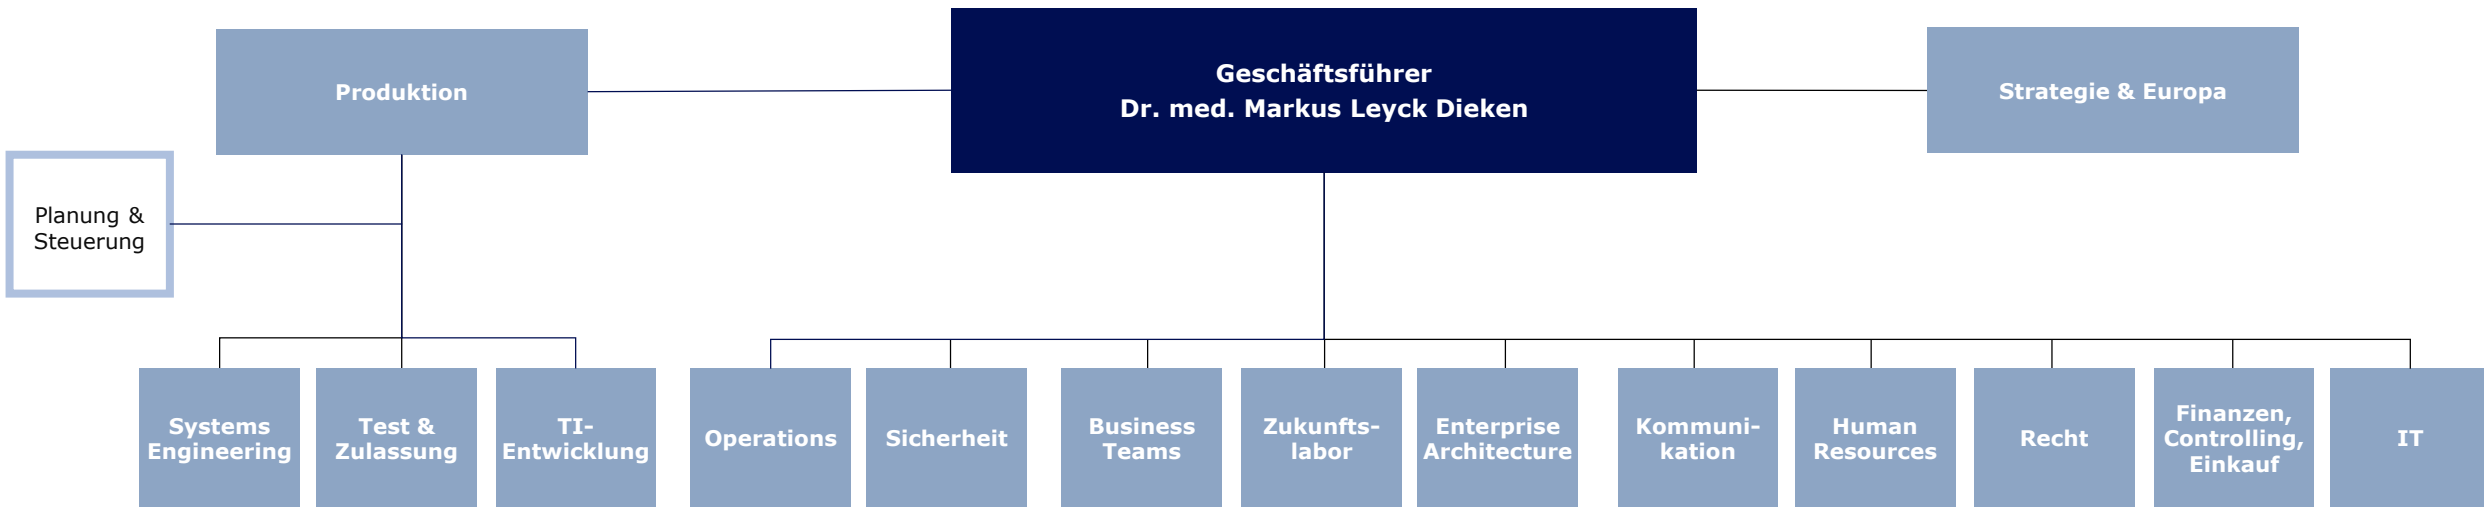 Produktion
Geschäftsführer
Dr. med. Markus Leyck Dieken
Strategie & Europa
Planung &
Steuerung
Systems
Engineering
Test &
Zulassung
TI-
Entwicklung
Operations
Sicherheit
Business
Teams
Zukunfts-
labor
Enterprise
Architecture
Kommuni-
kation
Human
Resources
Recht
Finanzen,
Controlling,
Einkauf
IT